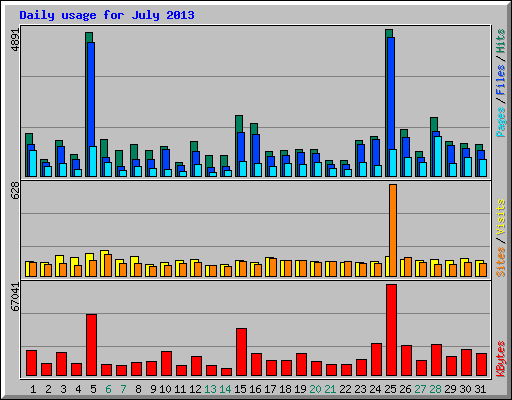 Daily usage for July 2013
4891
Pages / Files / Hits
628
Sites / Visits
67041
KBytes
1 2 3 4 5 6 7 8 9 10 11 12 13 14 15 16 17 18 19 20 21 22 23 24 25 26 27 28 29 30 31